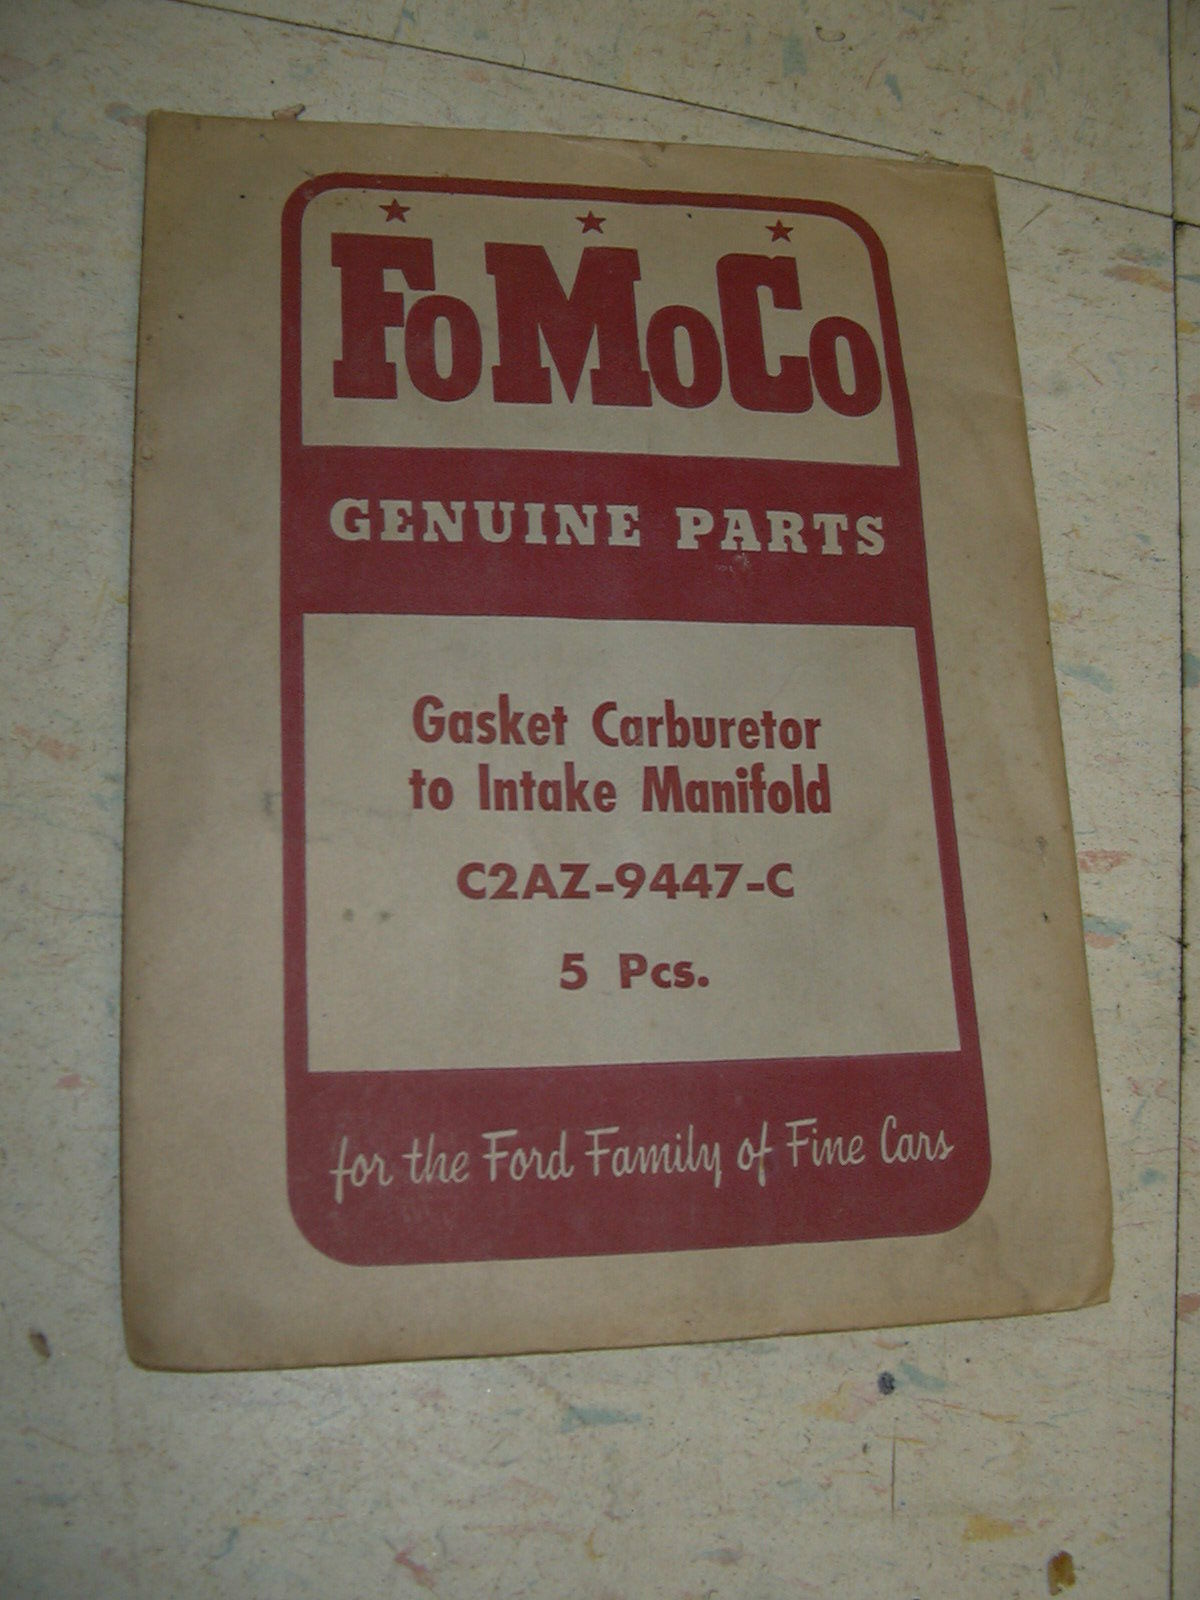 FoMoCo
GENUINE PARTS
Gasket Carburetor
to Intake Manifold
C2AZ-9447-C
5 Pcs.
for the Ford Family of Fine Cars